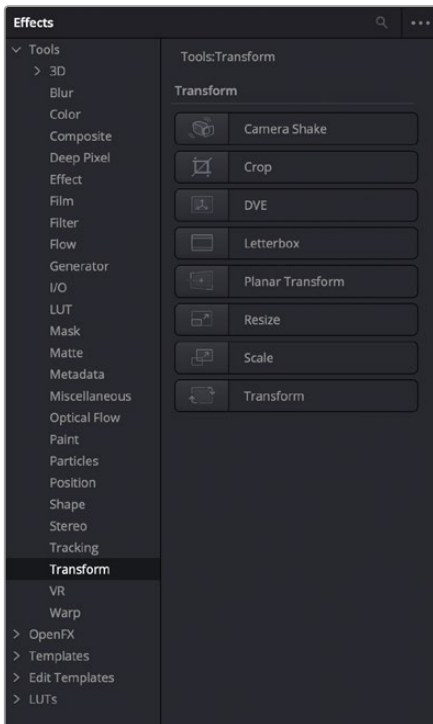 Effects
Tools
3D
Blur
Color
Composite
Deep Pixel
Effect
Film
Filter
Flow
Generator
I/O
LUT
Mask
Matte
Metadata
Miscellaneous
Optical Flow
Paint
Particles
Position
Shape
Stereo
Tracking
Transform
VR
Warp
OpenFX
Templates
Edit Templates
LUTs
Tools:Transform
Transform
Camera Shake
Crop
DVE
Letterbox
Planar Transform
Resize
Scale
Transform